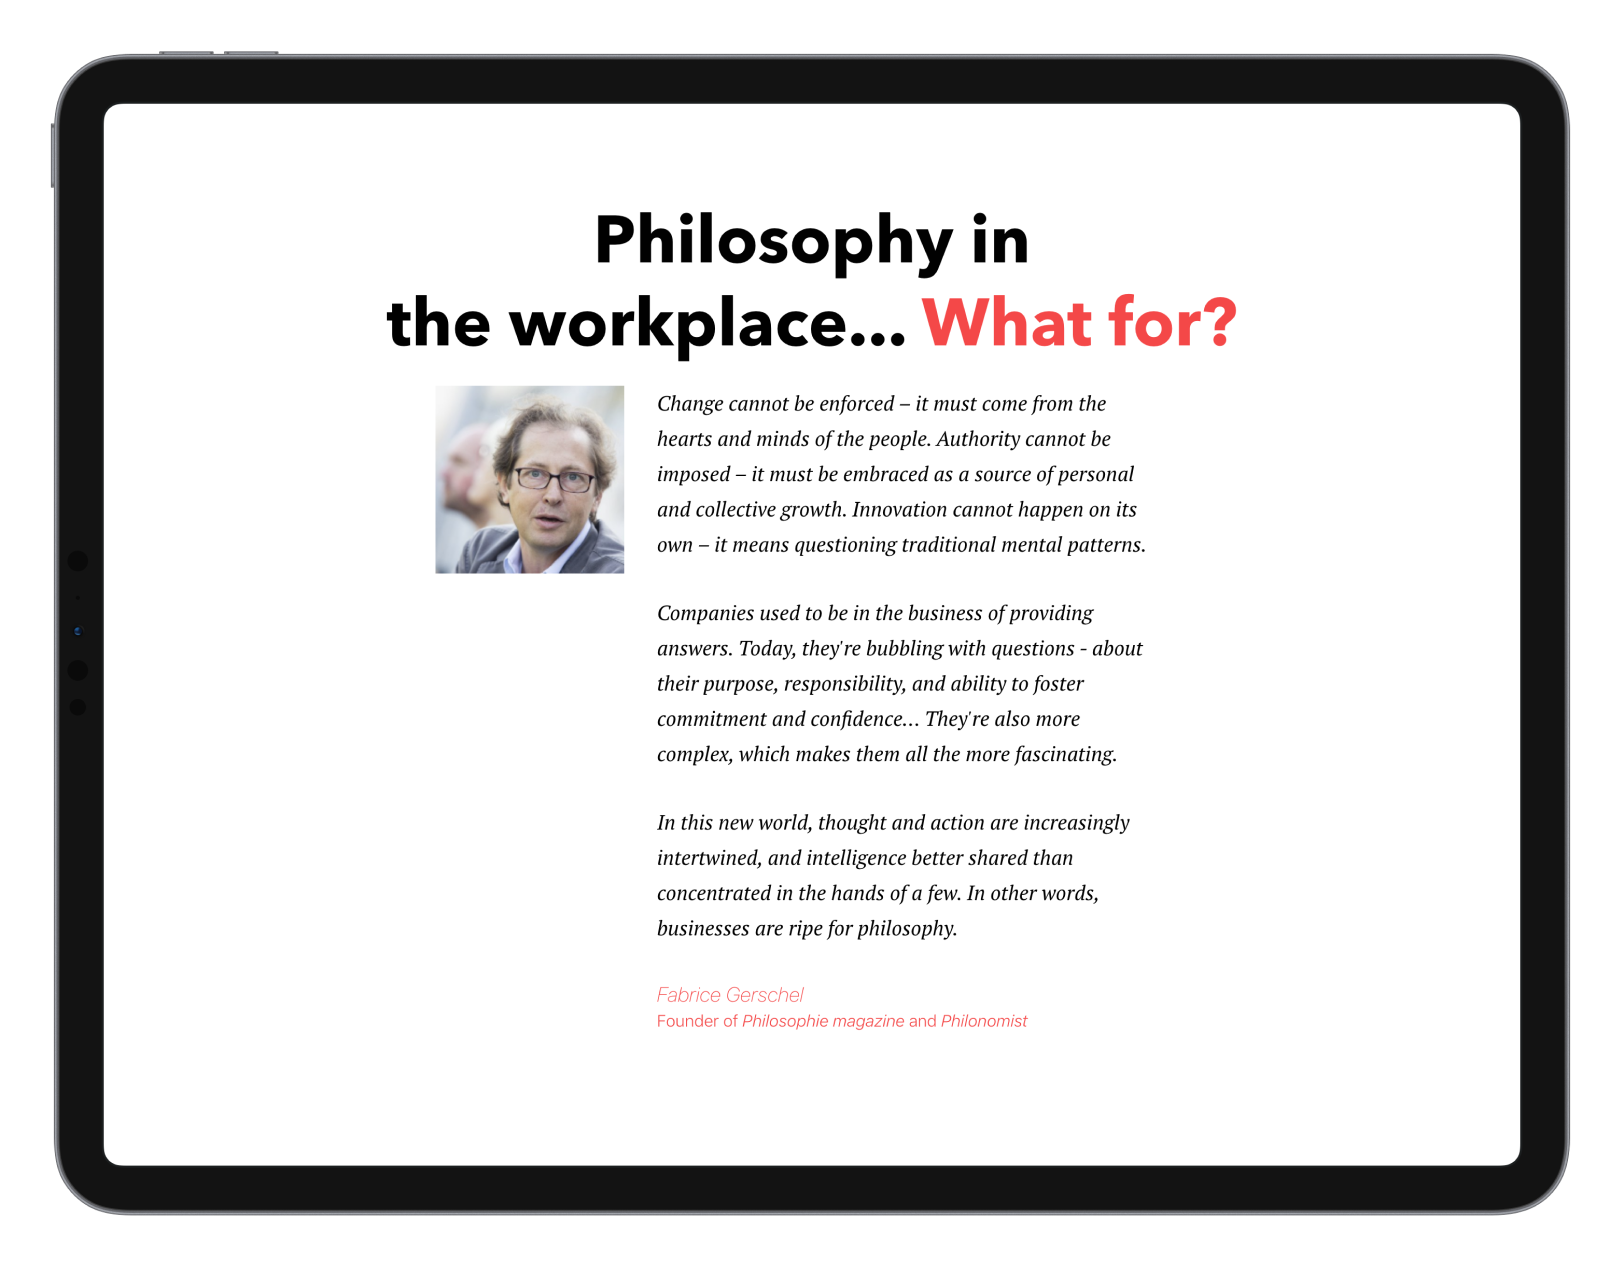 Philosophy in
the workplace... What for?
Change cannot be enforced – it must come from the
hearts and minds of the people. Authority cannot be
imposed – it must be embraced as a source of personal
and collective growth. Innovation cannot happen on its
own – it means questioning traditional mental patterns.
Companies used to be in the business of providing
answers. Today, they're bubbling with questions - about
their purpose, responsibility, and ability to foster
commitment and confidence... They're also more
complex, which makes them all the more fascinating.
In this new world, thought and action are increasingly
intertwined, and intelligence better shared than
concentrated in the hands of a few. In other words,
businesses are ripe for philosophy.
Fabrice Gerschel
Founder of Philosophie magazine and Philonomist